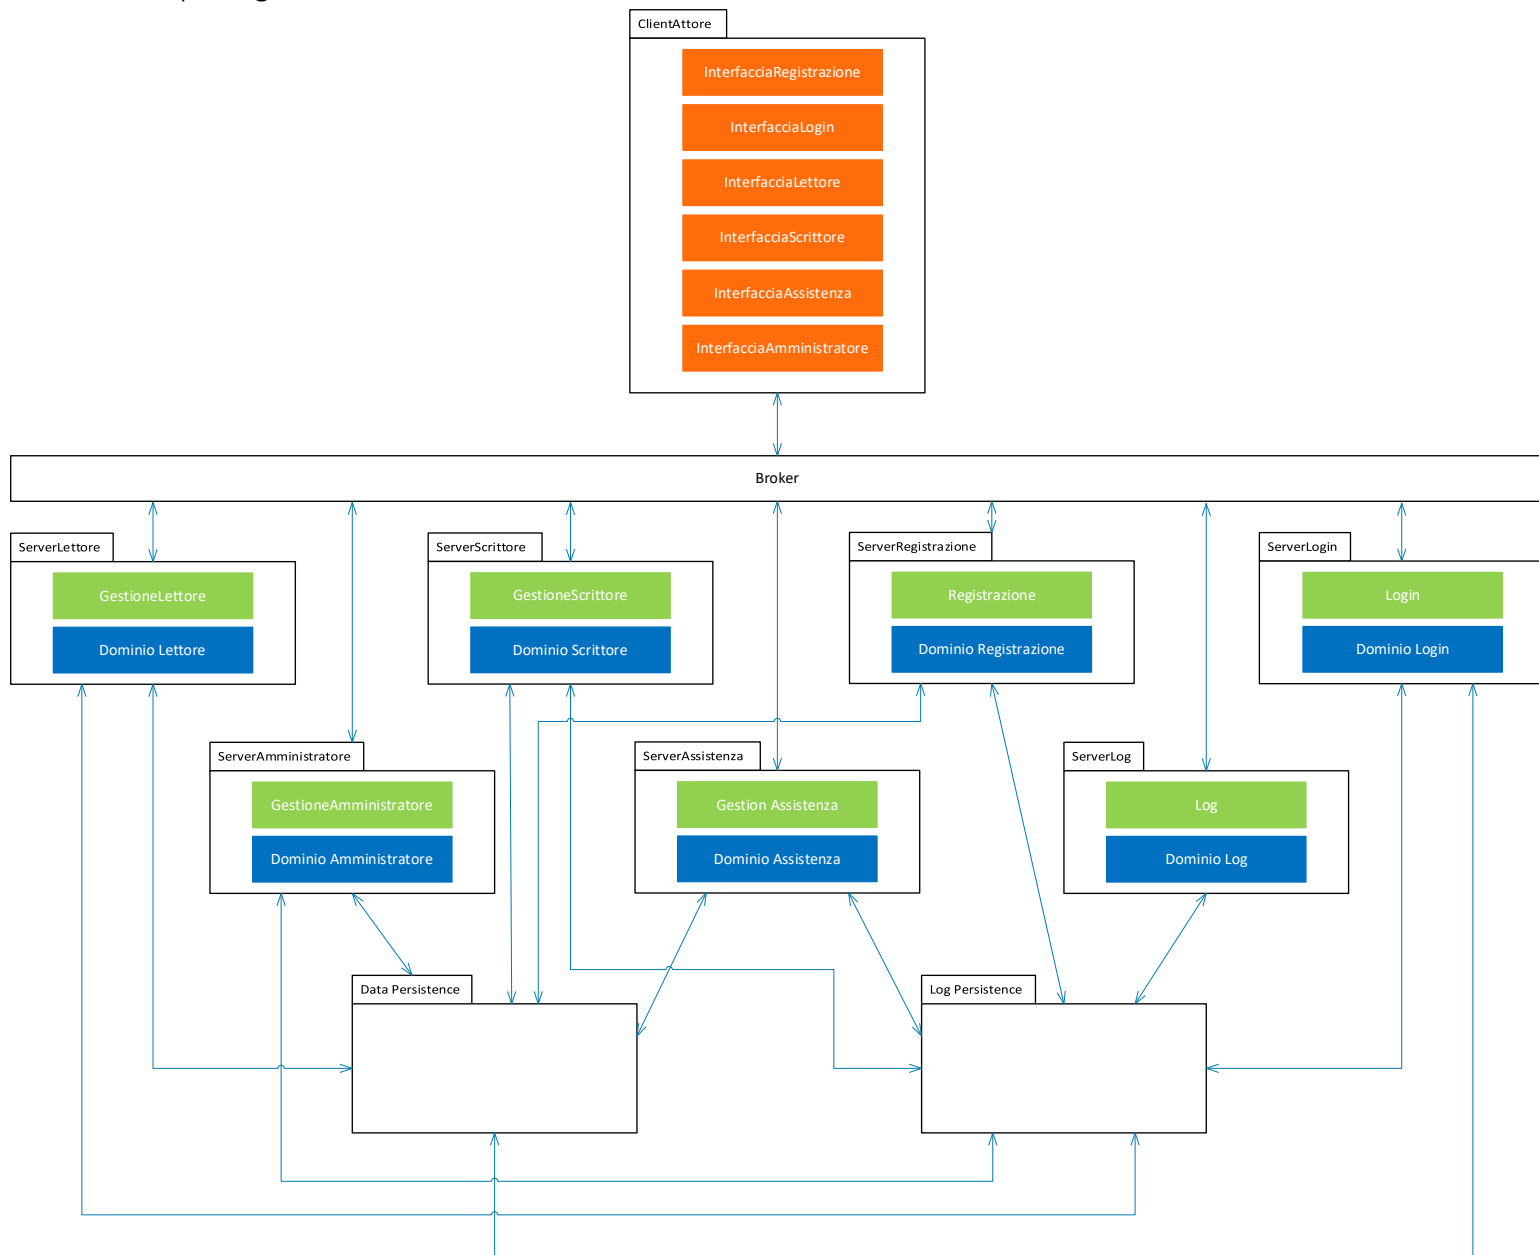 ClientAttore
InterfacciaRegistrazione
InterfacciaLogin
InterfacciaLettore
InterfacciaScrittore
InterfacciaAssistenza
InterfacciaAmministratore
Broker
ServerLettore
GestioneLettore
Dominio Lettore
ServerScrittore
GestioneScrittore
Dominio Scrittore
ServerRegistrazione
Registrazione
Dominio Registrazione
ServerLogin
Login
Dominio Login
ServerAmministratore
GestioneAmministratore
Dominio Amministratore
ServerAssistenza
Gestion Assistenza
Dominio Assistenza
ServerLog
Log
Dominio Log
Data Persistence
Log Persistence